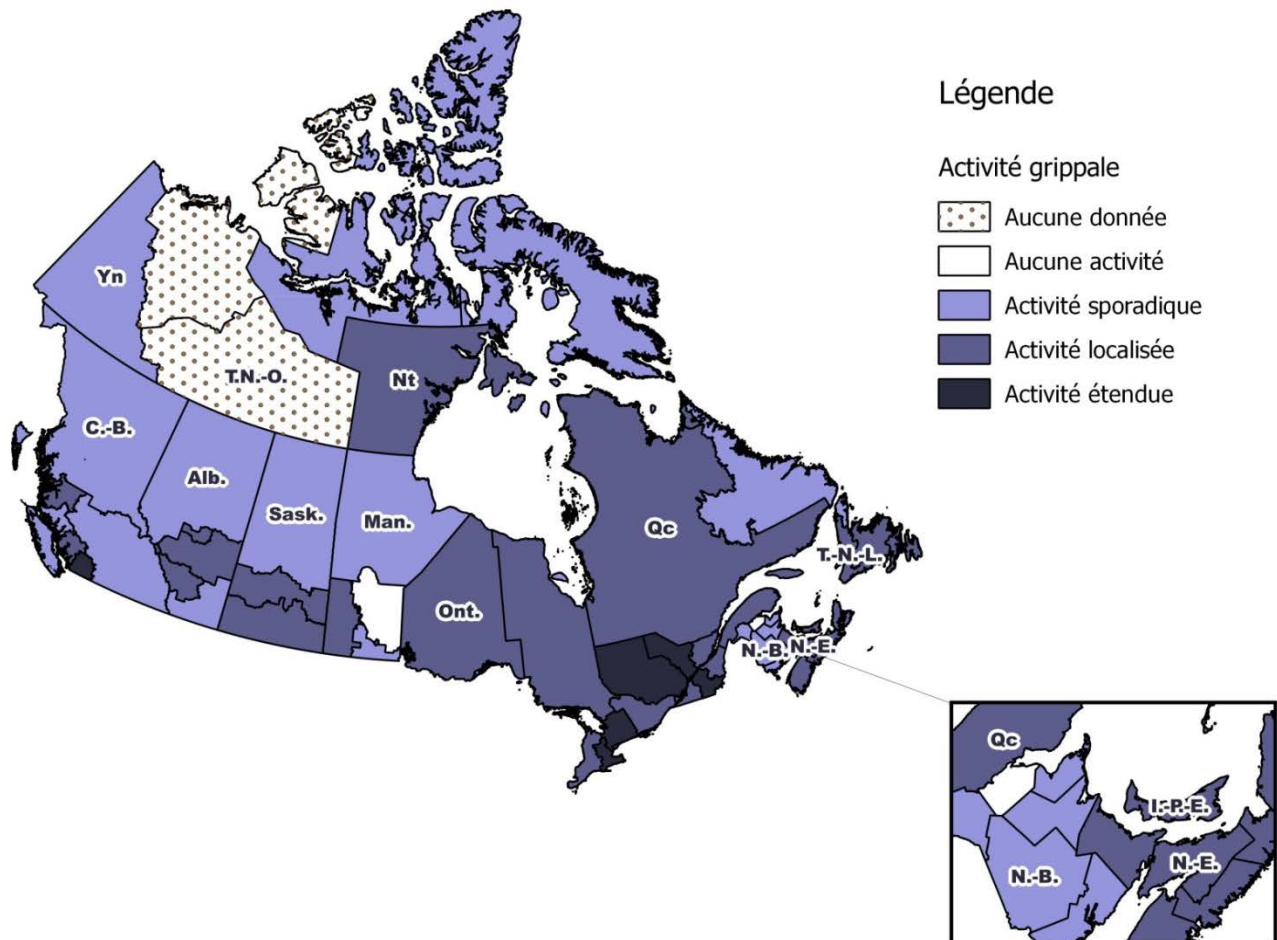 Légende
Activité grippale
Aucune donnée
Aucune activité
Activité sporadique
Activité localisée
Activité étendue
Yn
T.N.-O.
Nt
C.-B.
Alb.
Sask.
Man.
Ont.
Qc
T.-N.-L.
N.-B.
N.-E.
Qc
I.-P.-E.
N.-E.
N.-B.